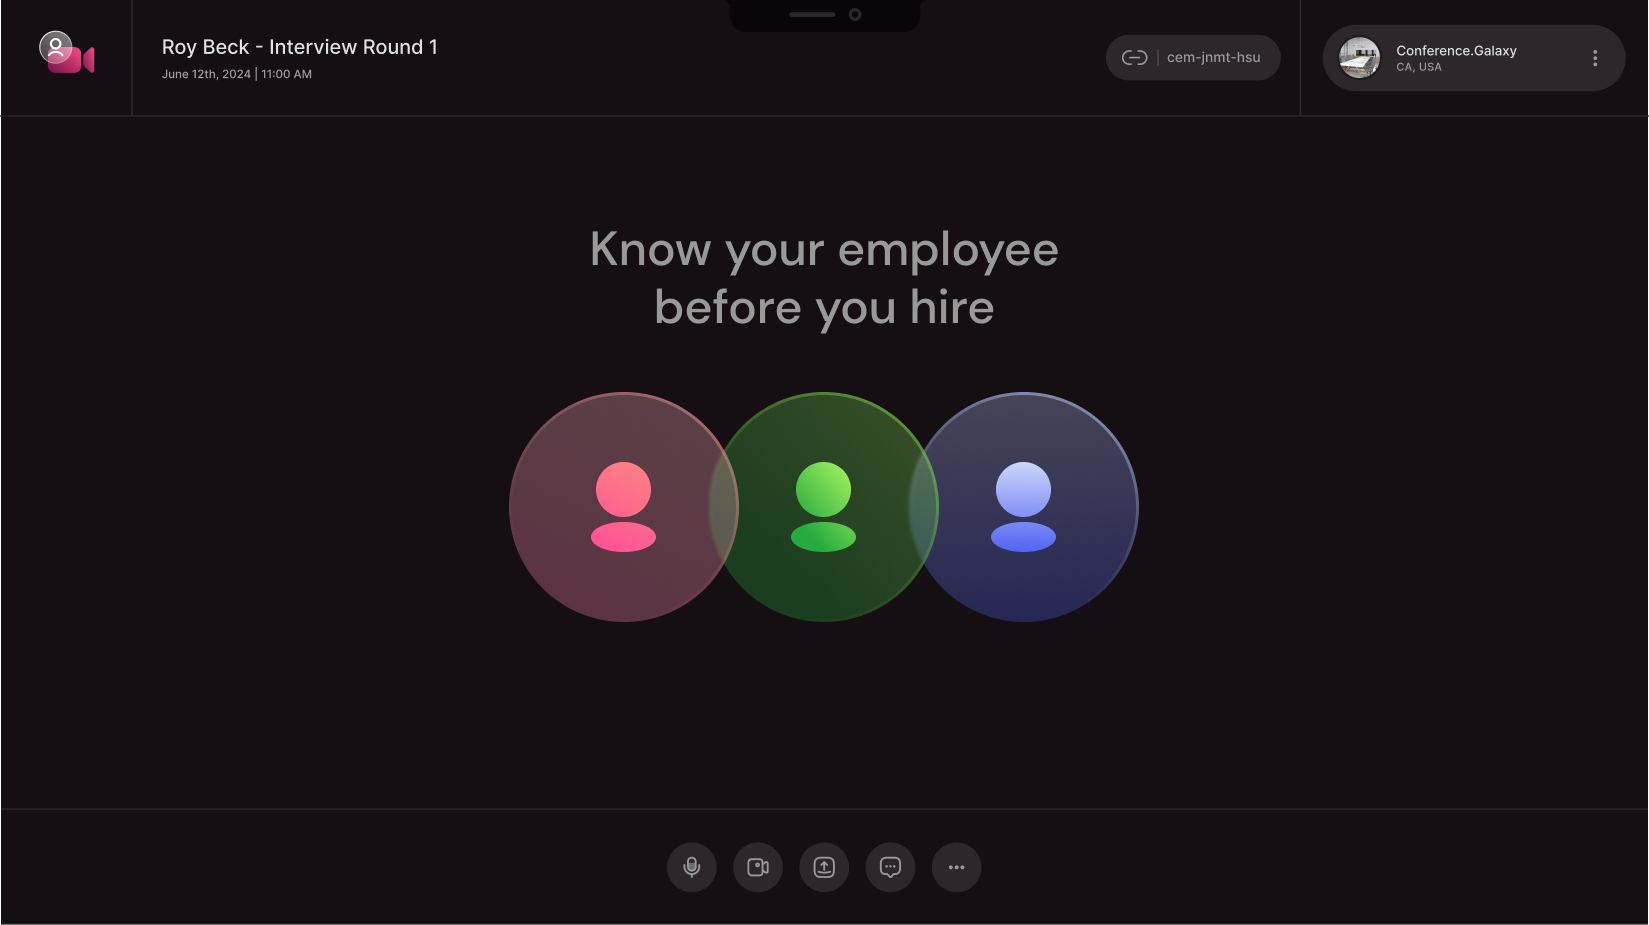 Roy Beck - Interview Round 1
June 12th, 2024 | 11:00 AM
cem-jnmt-hsu
Conference.Galaxy
CA, USA
Know your employee
before you hire